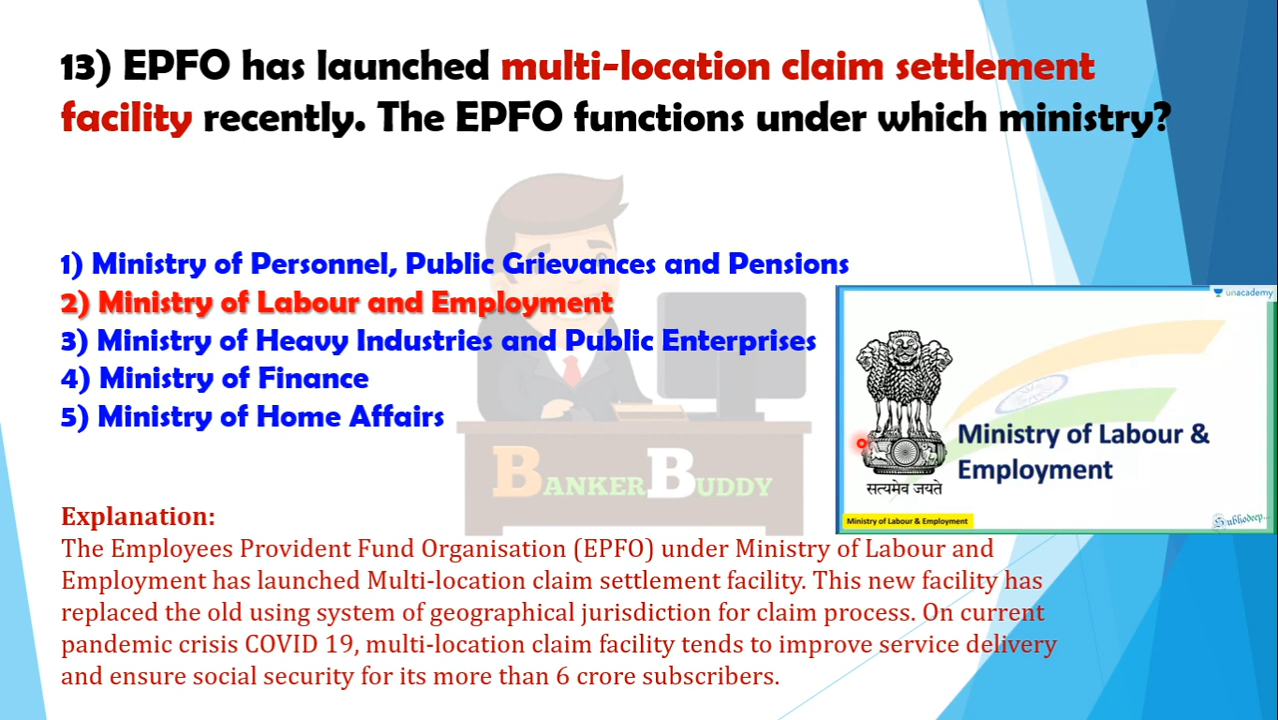 13) EPFO has launched multi-location claim settlement
facility recently. The EPFO functions under which ministry?
1) Ministry of Personnel, Public Grievances and Pensions
2) Ministry of Labour and Employment
3) Ministry of Heavy Industries and Public Enterprises
4) Ministry of Finance
5) Ministry of Home Affairs
unacademy
Ministry of Labour &
Employment
सत्यमेव जयते
Ministry of Labour & Employment
Subhodeep...
BANKER BUDDY
Explanation:
The Employees Provident Fund Organisation (EPFO) under Ministry of Labour and
Employment has launched Multi-location claim settlement facility. This new facility has
replaced the old using system of geographical jurisdiction for claim process. On current
pandemic crisis COVID 19, multi-location claim facility tends to improve service delivery
and ensure social security for its more than 6 crore subscribers.